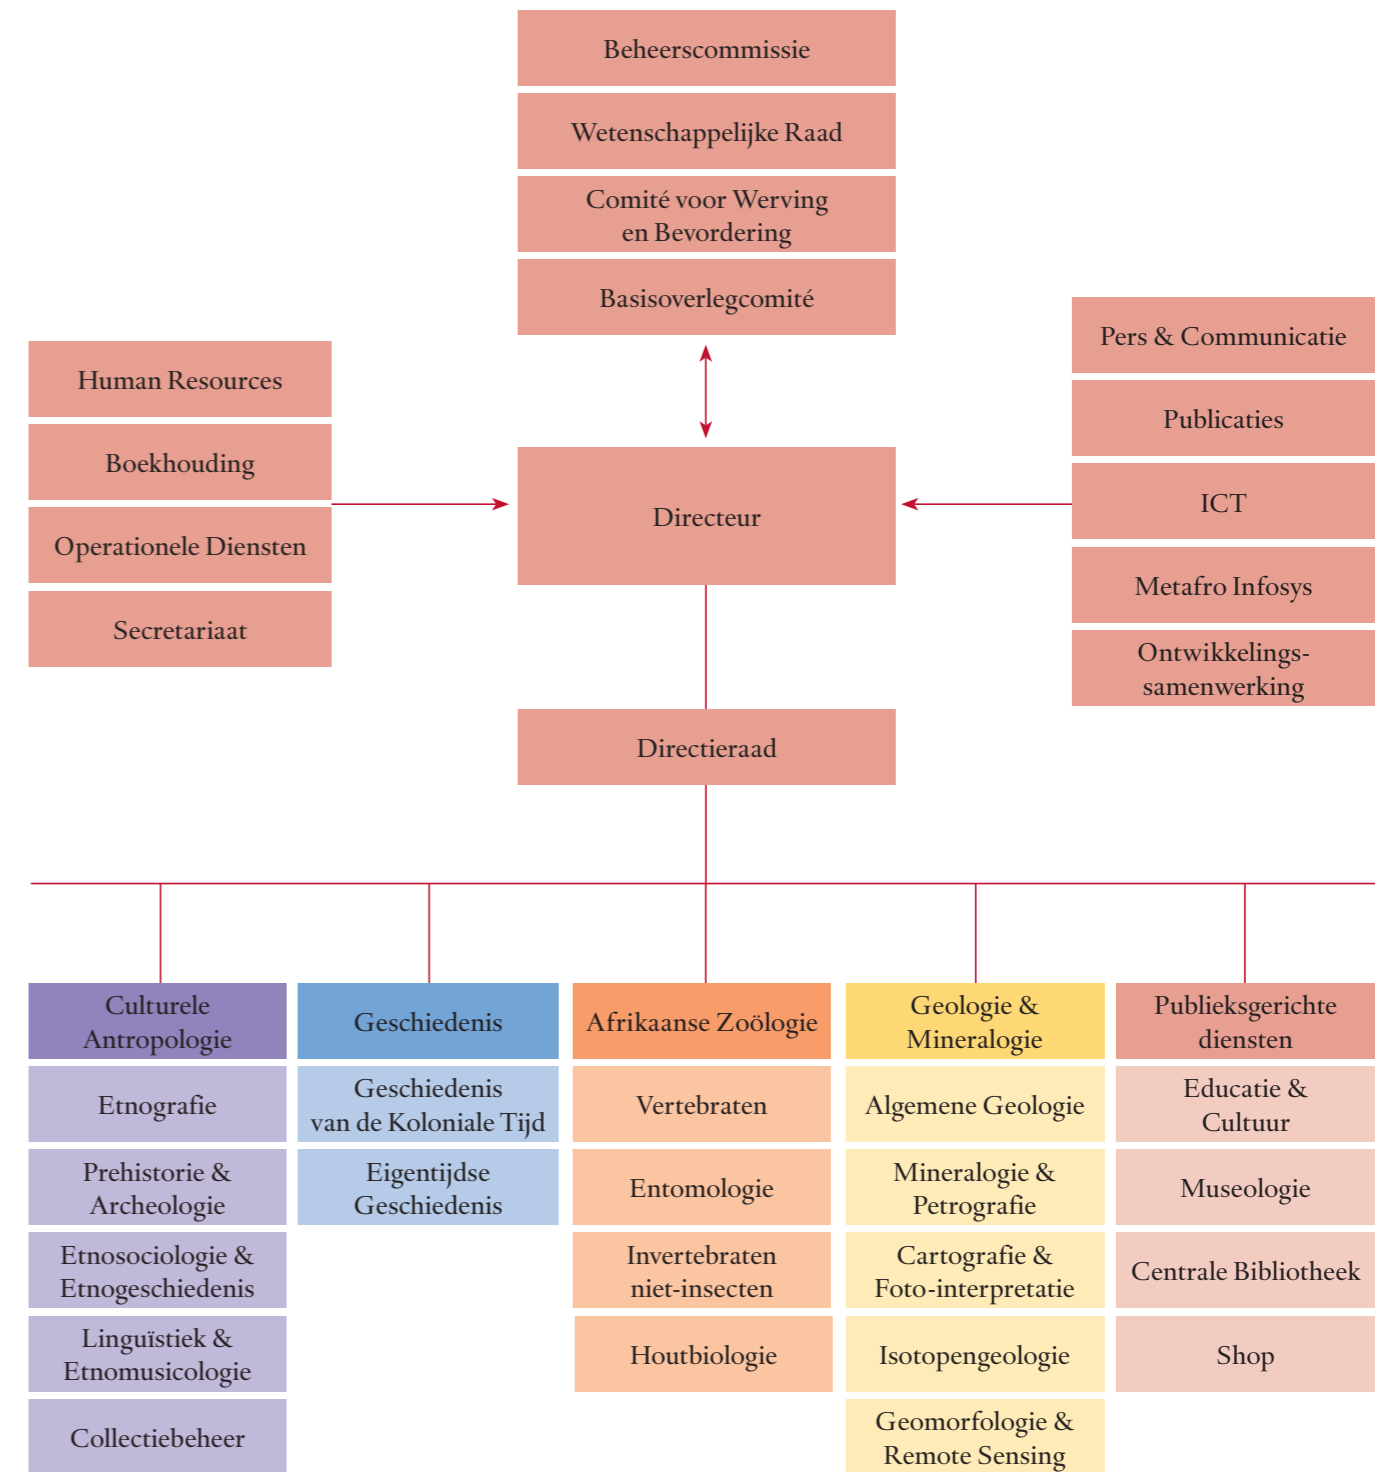 Beheerscommissie
Wetenschappelijke Raad
Comité voor Werving
en Bevordering
Basisoverlegcomité
Human Resources
Boekhouding
Operationele Diensten
Secretariaat
Directeur
Pers & Communicatie
Publicaties
ICT
Metafro Infosys
Ontwikkelings-
samenwerking
Directieraad
Culturele
Antropologie
Etnografie
Prehistorie &
Archeologie
Etnosociologie &
Etnogeschiedenis
Linguïstiek &
Etnomusicologie
Collectiebeheer
Geschiedenis
Geschiedenis
van de Koloniale Tijd
Eigentijdse
Geschiedenis
Afrikaanse Zoölogie
Vertebraten
Entomologie
Invertebraten
niet-insecten
Houtbiologie
Geologie &
Mineralogie
Algemene Geologie
Mineralogie &
Petrografie
Cartografie &
Foto-interpretatie
Isotopengeologie
Geomorfologie &
Remote Sensing
Publieksgerichte
diensten
Educatie &
Cultuur
Museologie
Centrale Bibliotheek
Shop